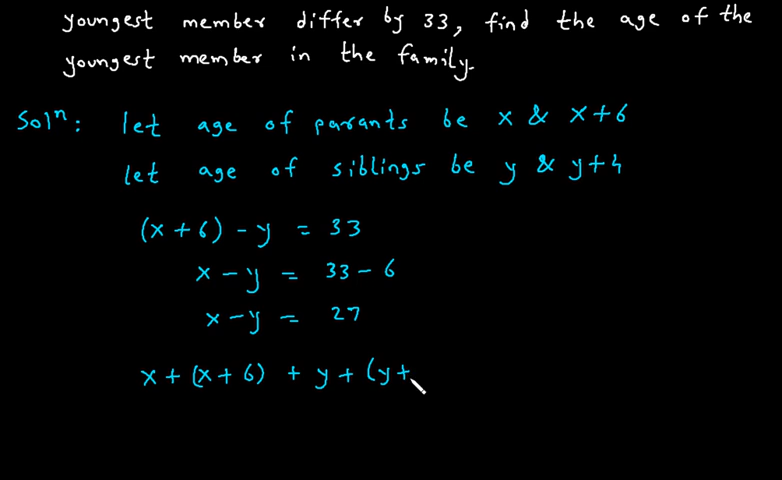 youngest member differ by 33, find the age of the
youngest member in the family.
Solⁿ: let age of parants be x & x+6
let age of siblings be y & y+4
(x+6)-y = 33
x-y = 33-6
x-y = 27
x+(x+6) + y+(y+